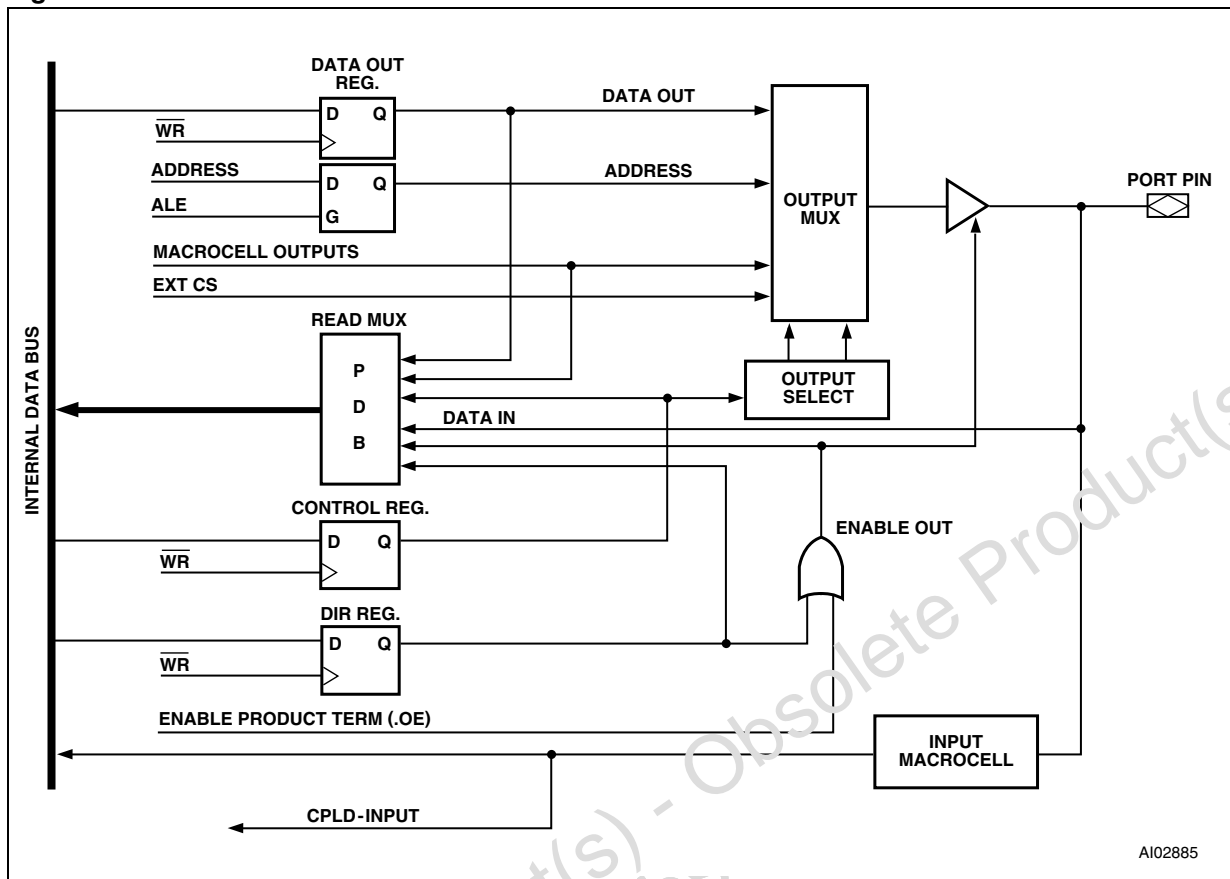 DATA OUT
REG.
D Q
WR
DATA OUT
ADDRESS
D Q
ALE
G
ADDRESS
OUTPUT
MUX
PORT PIN
MACROCELL OUTPUTS
EXT CS
READ MUX
P
D
B
OUTPUT
SELECT
DATA IN
INTERNAL DATA BUS
CONTROL REG.
D Q
WR
ENABLE OUT
DIR REG.
D Q
WR
ENABLE PRODUCT TERM (.OE)
INPUT
MACROCELL
CPLD-INPUT
AI02885
- Obsolete Product(s
t(s)